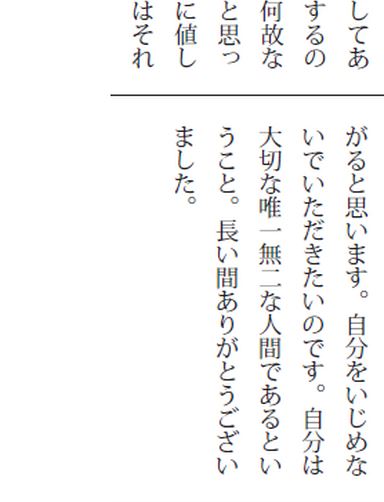 してあ
するの
何故な
と思っ
に値し
はそれ
がると思います。自分をいじめな
いでいただきたいのです。自分は
大切な唯一無二な人間であるとい
うこと。長い間ありがとうござい
ました。